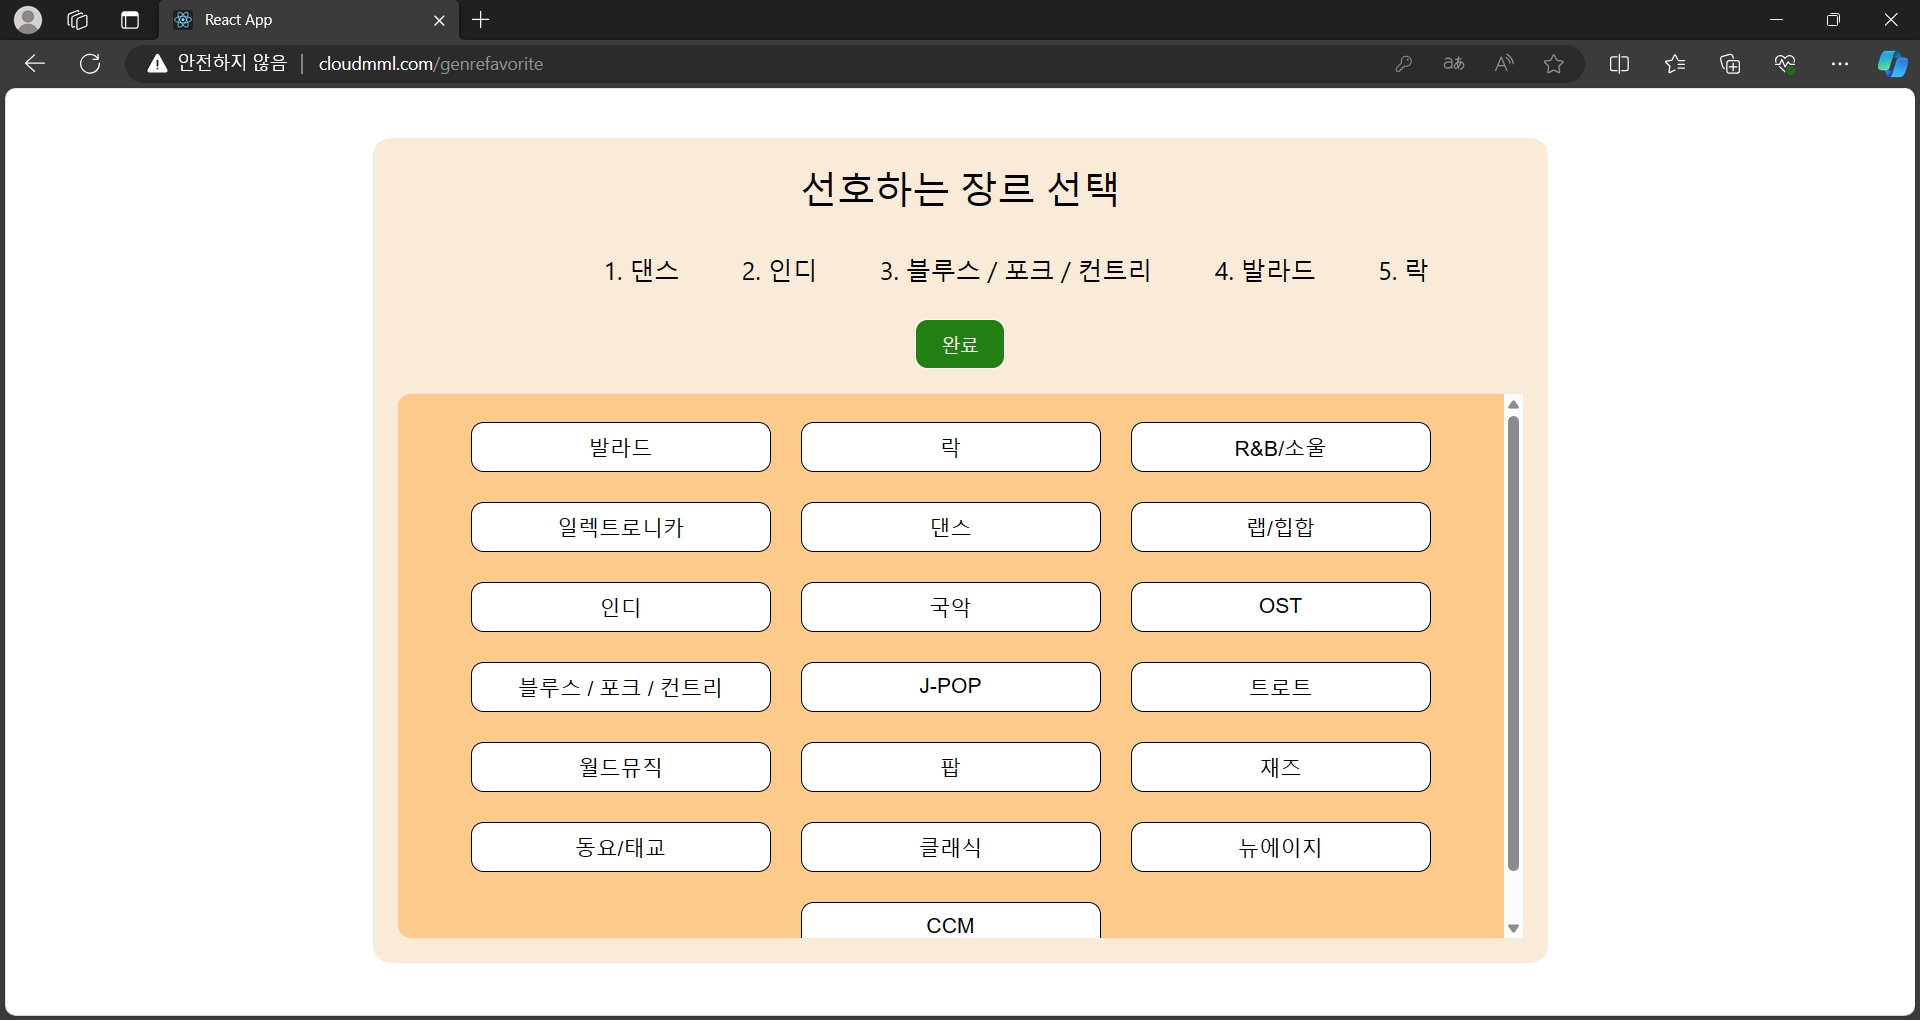 React App
안전하지 않음 | cloudmml.com/genrefavorite
선호하는 장르 선택
1. 댄스 2. 인디 3. 블루스 / 포크 / 컨트리 4. 발라드 5. 락
완료
발라드 락 R&B/소울
일렉트로니카 댄스 랩/힙합
인디 국악 OST
블루스 / 포크 / 컨트리 J-POP 트로트
월드뮤직 팝 재즈
동요/태교 클래식 뉴에이지
CCM